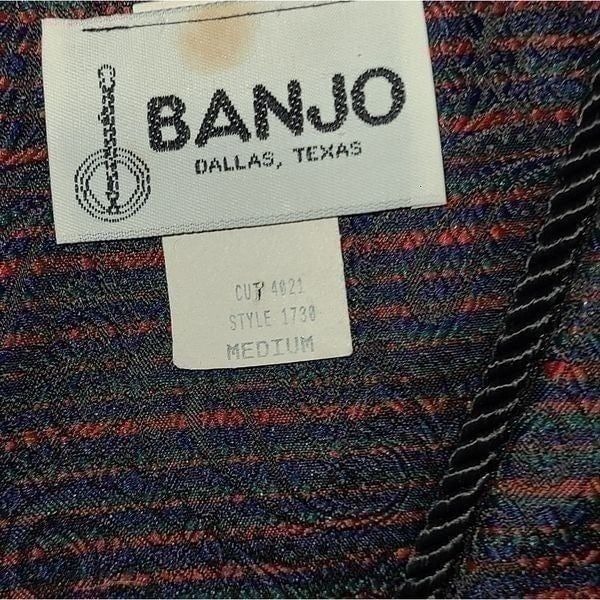 BANJO
DALLAS, TEXAS
CUT 4021
STYLE 1730
MEDIUM